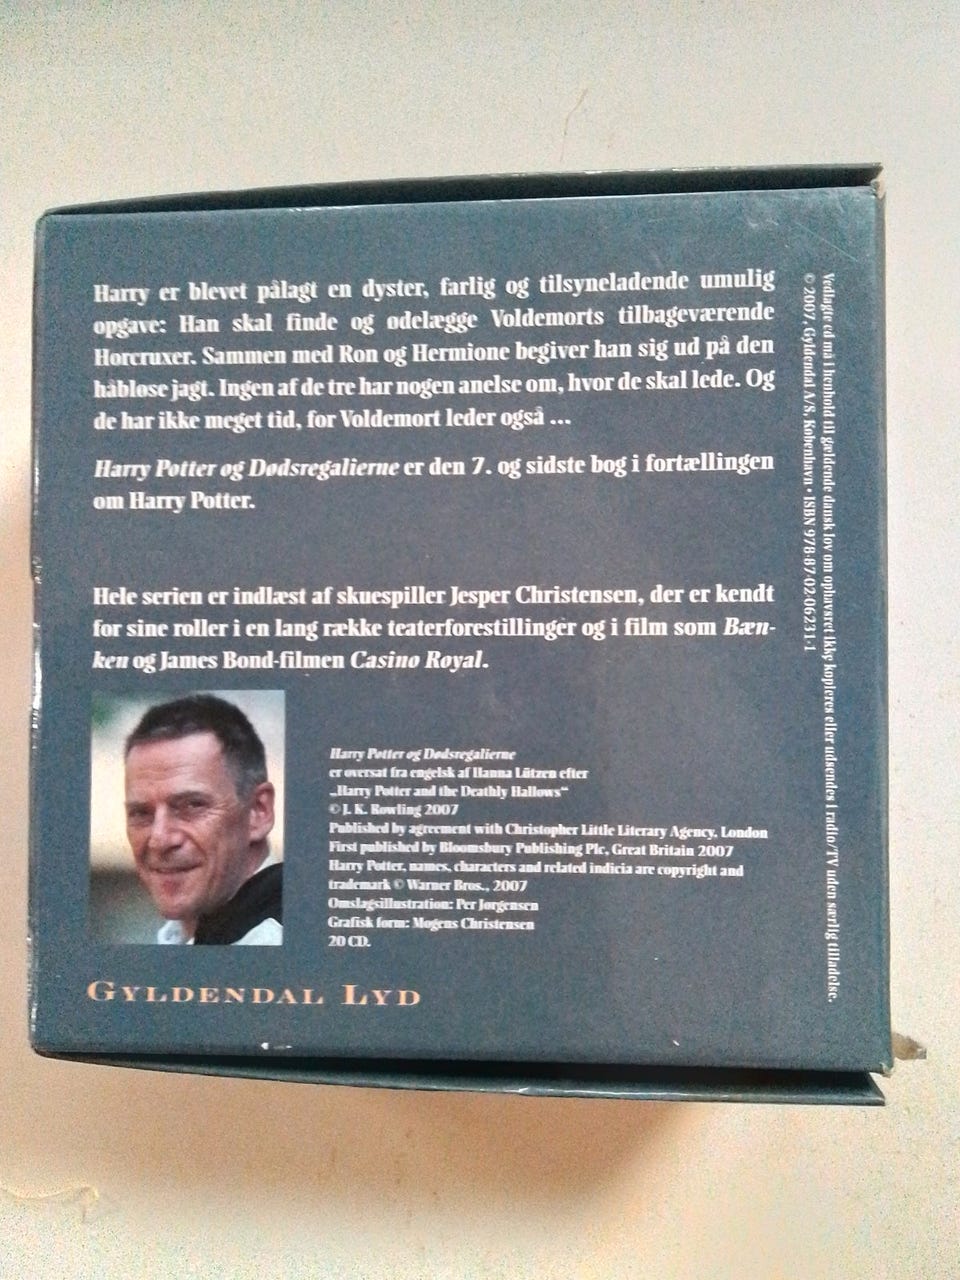 Harry er blevet pålagt en dyster, farlig og tilsyneladende umulig
opgave: Han skal finde og ødelægge Voldemorts tilbageværende
Horcruxer. Sammen med Ron og Hermione begiver han sig ud på den
håbløse jagt. Ingen af de tre har nogen anelse om, hvor de skal lede. Og
de har ikke meget tid, for Voldemort leder også ...
Harry Potter og Dødsregalierne er den 7. og sidste bog i fortællingen
om Harry Potter.
Hele serien er indlæst af skuespiller Jesper Christensen, der er kendt
for sine roller i en lang række teaterforestillinger og i film som Bæn-
ken og James Bond-filmen Casino Royal.
Harry Potter og Dødsregalierne
er oversat fra engelsk af Hanna Lützen efter
„Harry Potter and the Deathly Hallows“
© J. K. Rowling 2007
Published by agreement with Christopher Little Literary Agency, London
First published by Bloomsbury Publishing Plc, Great Britain 2007
Harry Potter, names, characters and related indicia are copyright and
trademark © Warner Bros., 2007
Omslagsillustration: Per Jørgensen
Grafisk form: Mogens Christensen
20 CD.
GYLDENDAL LYD
Vedlagte cd må i henhold til gældende dansk lov om ophavsret ikke kopieres eller udsendes i radio/TV uden særlig tilladelse.
© 2007, Gyldendal A/S, København • ISBN 978-87-02-06231-1